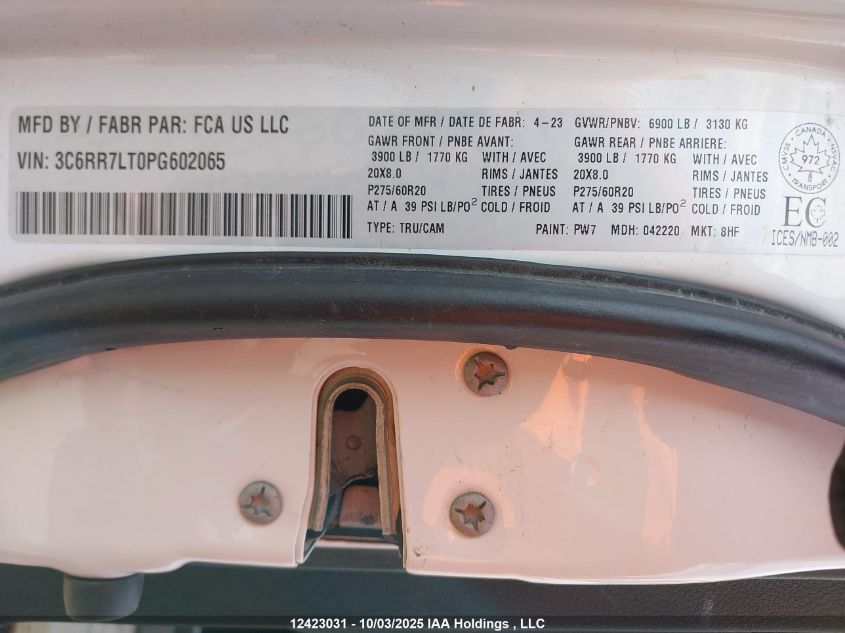 MFD BY / FABR PAR: FCA US LLC
VIN: 3C6RR7LT0PG602065
DATE OF MFR / DATE DE FABR: 4-23 GVWR/PNBV: 6900 LB / 3130 KG
GAWR FRONT / PNBE AVANT: GAWR REAR / PNBE ARRIERE:
3900 LB / 1770 KG WITH / AVEC 3900 LB / 1770 KG WITH / AVEC
20X8.0 RIMS / JANTES 20X8.0 RIMS / JANTES
P275/60R20 TIRES / PNEUS P275/60R20 TIRES / PNEUS
AT / A 39 PSI LB/PO² COLD / FROID AT / A 39 PSI LB/PO² COLD / FROID
TYPE: TRU/CAM PAINT: PW7 MDH: 042220 MKT: 8HF
CANADA
CMVSS 972 NSVAC
TRANSPORT
EC
ICES/NMB-002
12423031 - 10/03/2025 IAA Holdings , LLC